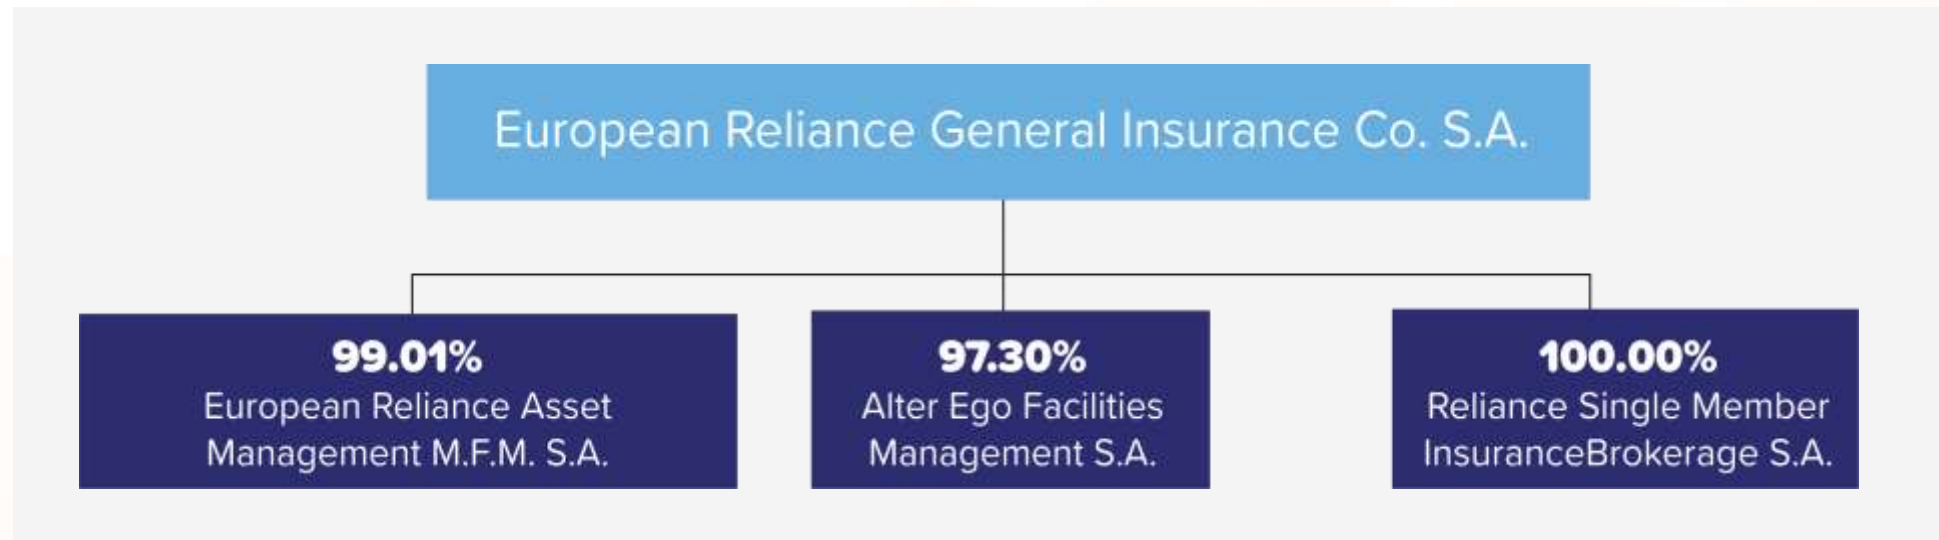 European Reliance General Insurance Co. S.A.
99.01%
European Reliance Asset
Management M.F.M. S.A.
97.30%
Alter Ego Facilities
Management S.A.
100.00%
Reliance Single Member
InsuranceBrokerage S.A.